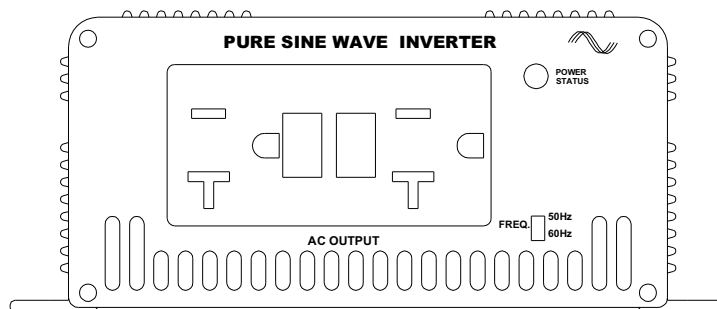 PURE SINE WAVE INVERTER
POWER
STATUS
FREQ.
50Hz
60Hz
AC OUTPUT